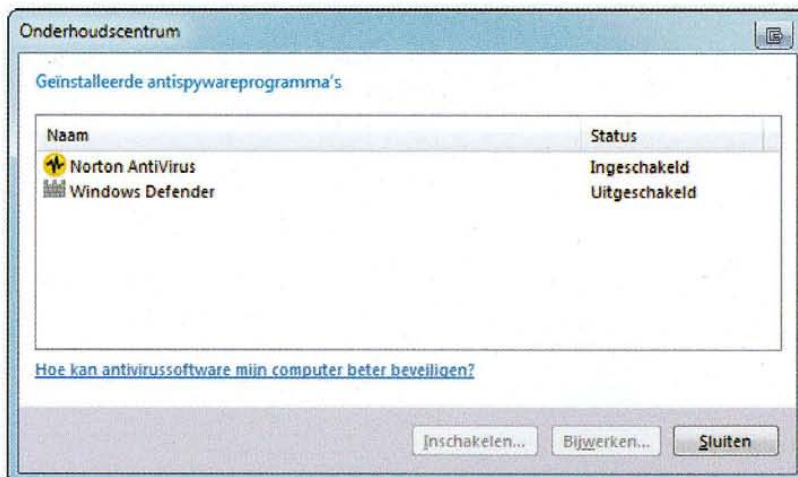 Onderhoudscentrum
Geïnstalleerde antispywareprogramma's
Naam Status
Norton AntiVirus Ingeschakeld
Windows Defender Uitgeschakeld
Hoe kan antivirussoftware mijn computer beter beveiligen?
Inschakelen... Bijwerken... Sluiten